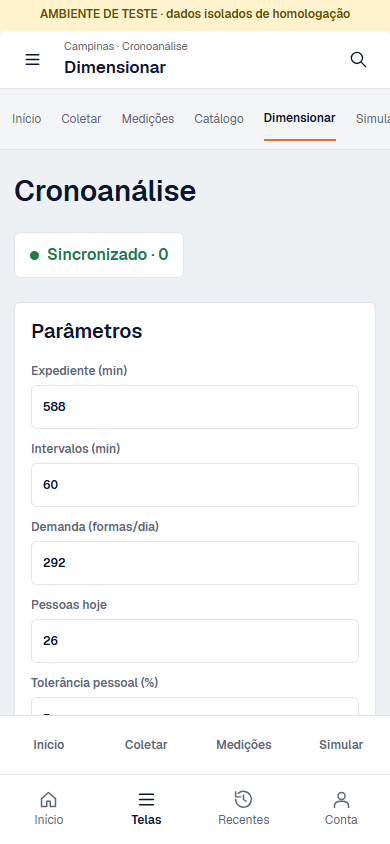 AMBIENTE DE TESTE · dados isolados de homologação
Campinas · Cronoanálise
Dimensionar
Início Coletar Medições Catálogo Dimensionar Simula
Cronoanálise
Sincronizado · 0
Parâmetros
Expediente (min)
588
Intervalos (min)
60
Demanda (formas/dia)
292
Pessoas hoje
26
Tolerância pessoal (%)
Início Coletar Medições Simular
Início Telas Recentes Conta